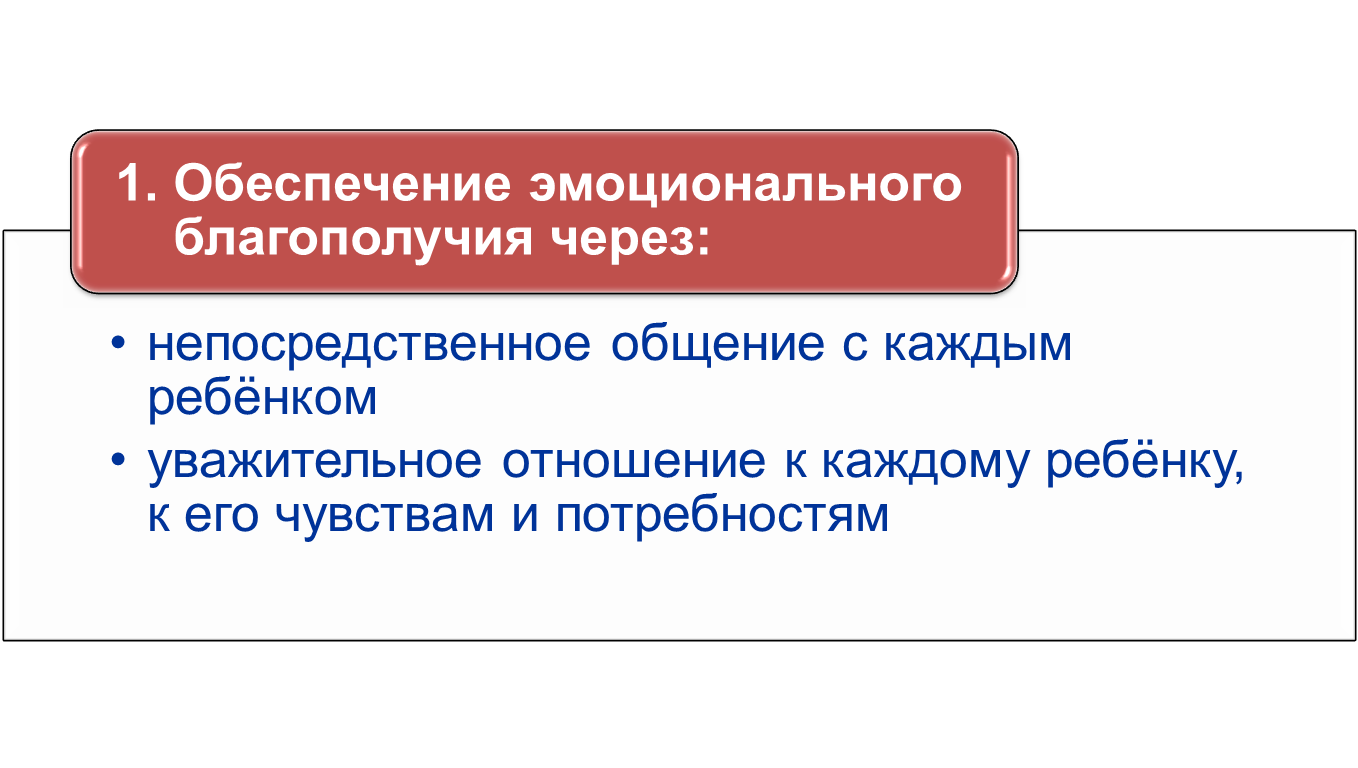 1. Обеспечение эмоционального
благополучия через:
• непосредственное общение с каждым
ребёнком
• уважительное отношение к каждому ребёнку,
к его чувствам и потребностям